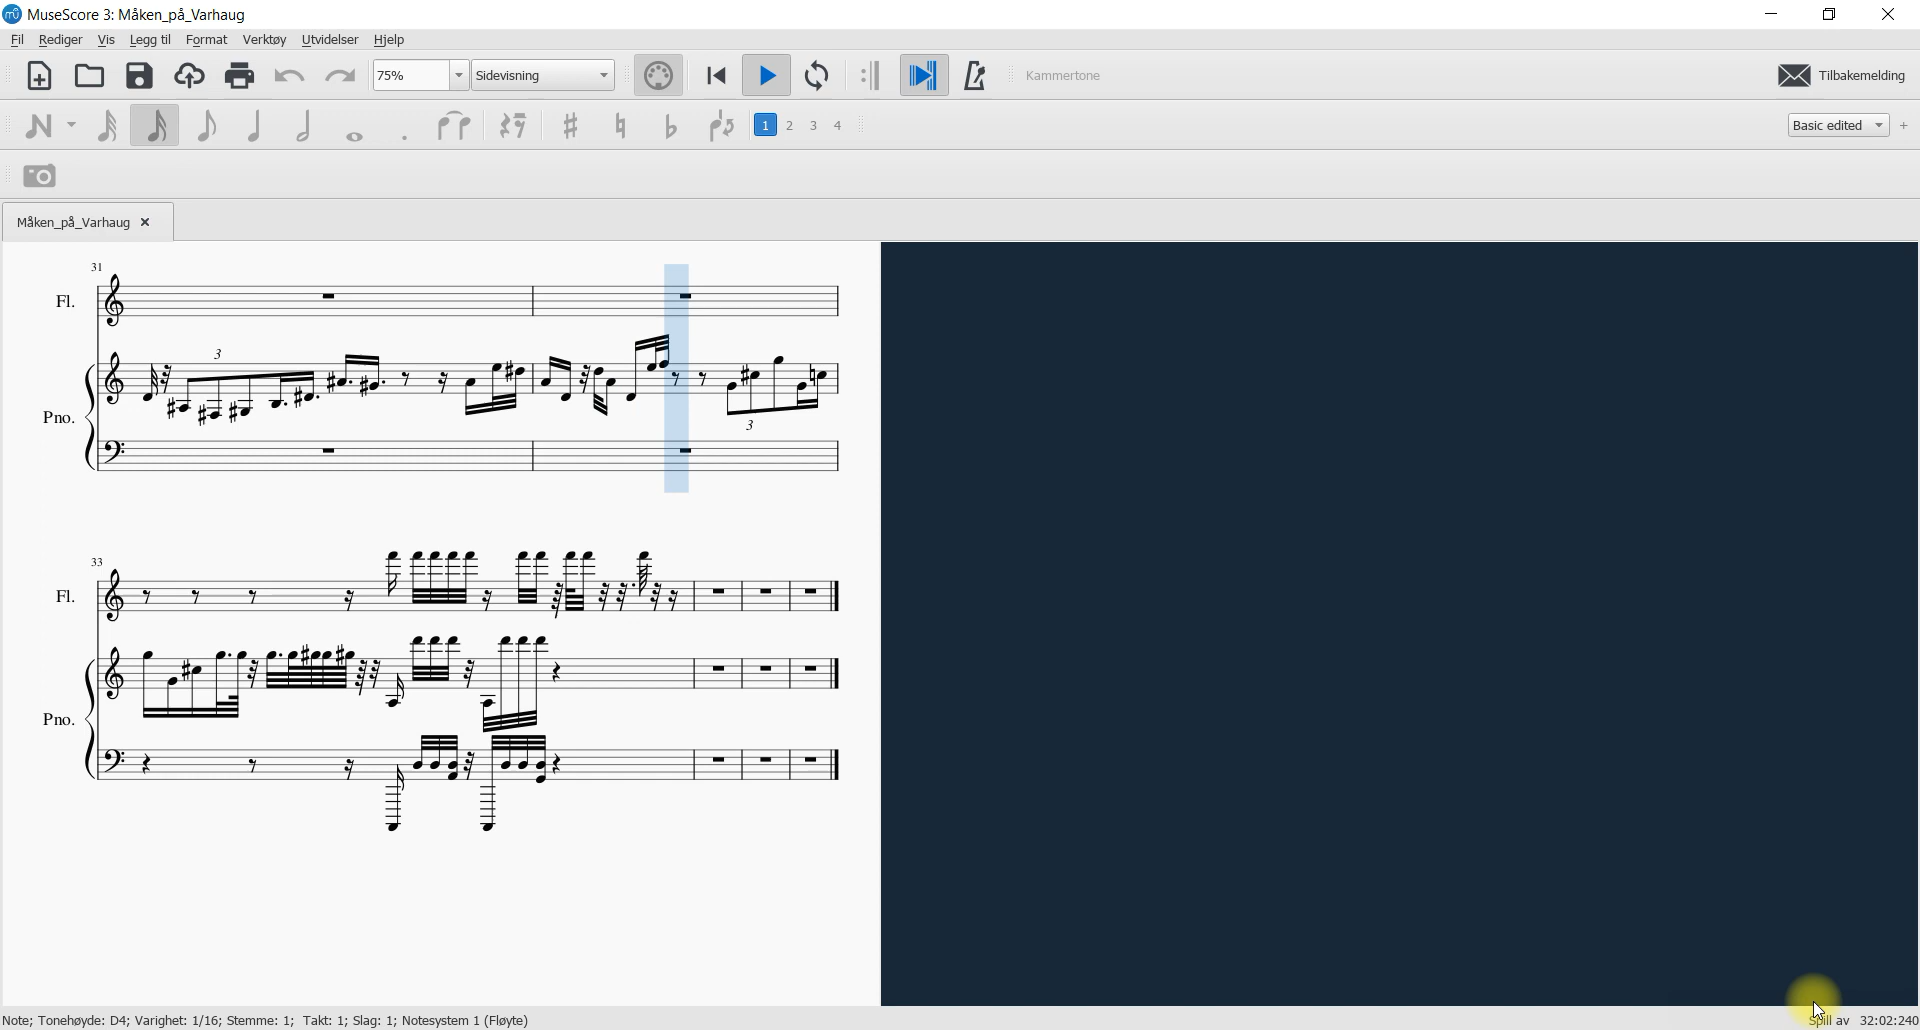 MuseScore 3: Måken_på_Varhaug
Fil Rediger Vis Legg til Format Verktøy Utvidelser Hjelp
75% Sidevisning Kammertone Tilbakemelding
1 2 3 4 Basic edited +
Måken_på_Varhaug
31
Fl.
3
Pno.
3
33
Fl.
Pno.
Note; Tonehøyde: D4; Varighet: 1/16; Stemme: 1; Takt: 1; Slag: 1; Notesystem 1 (Fløyte) Spill av 32:02:240